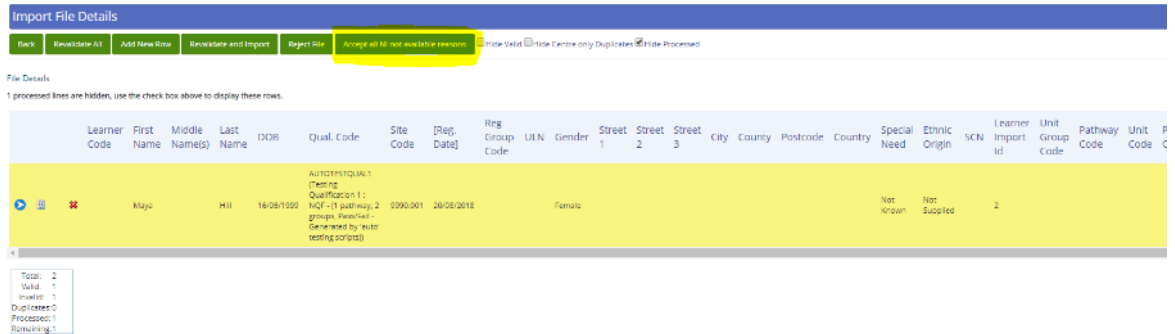 Import File Details
Back Revalidate All Add New Row Revalidate and Import Reject File Accept all NI not available reasons Hide Valid Hide Centre only Duplicates Hide Processed
File Details
1 processed lines are hidden, use the check box above to display these rows.
Learner Code First Name Middle Name(s) Last Name DOB Qual. Code Site Code [Reg. Date] Reg Group Code ULN Gender Street 1 Street 2 Street 3 City County Postcode Country Special Need Ethnic Origin SCN Learner Import Id Unit Group Code Pathway Code Unit Code
AUTOTESTQUAL1
(Testing
Qualification 1 :
Maya Hill 16/06/1999 NQF - (1 pathway, 2 9990.001 20/08/2018 Female Not Known Not Supplied 2
groups, Pass/Fail -
Generated by 'auto'
testing scripts))
Total: 2
Valid: 1
Invalid: 1
Duplicates:0
Processed:1
Remaining:1